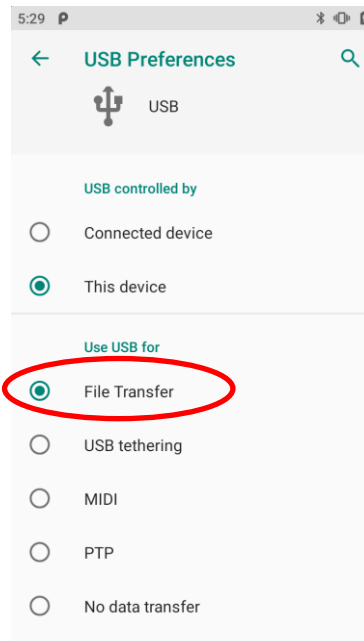 5:29
USB Preferences
USB
USB controlled by
Connected device
This device
Use USB for
File Transfer
USB tethering
MIDI
PTP
No data transfer